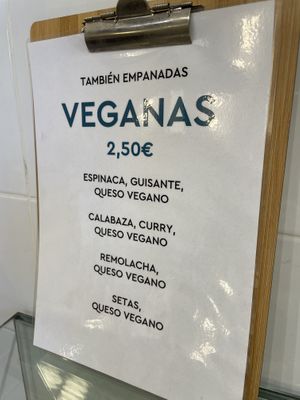 TAMBIÉN EMPANADAS
VEGANAS
2,50€
ESPINACA, GUISANTE,
QUESO VEGANO
CALABAZA, CURRY,
QUESO VEGANO
REMOLACHA,
QUESO VEGANO
SETAS,
QUESO VEGANO